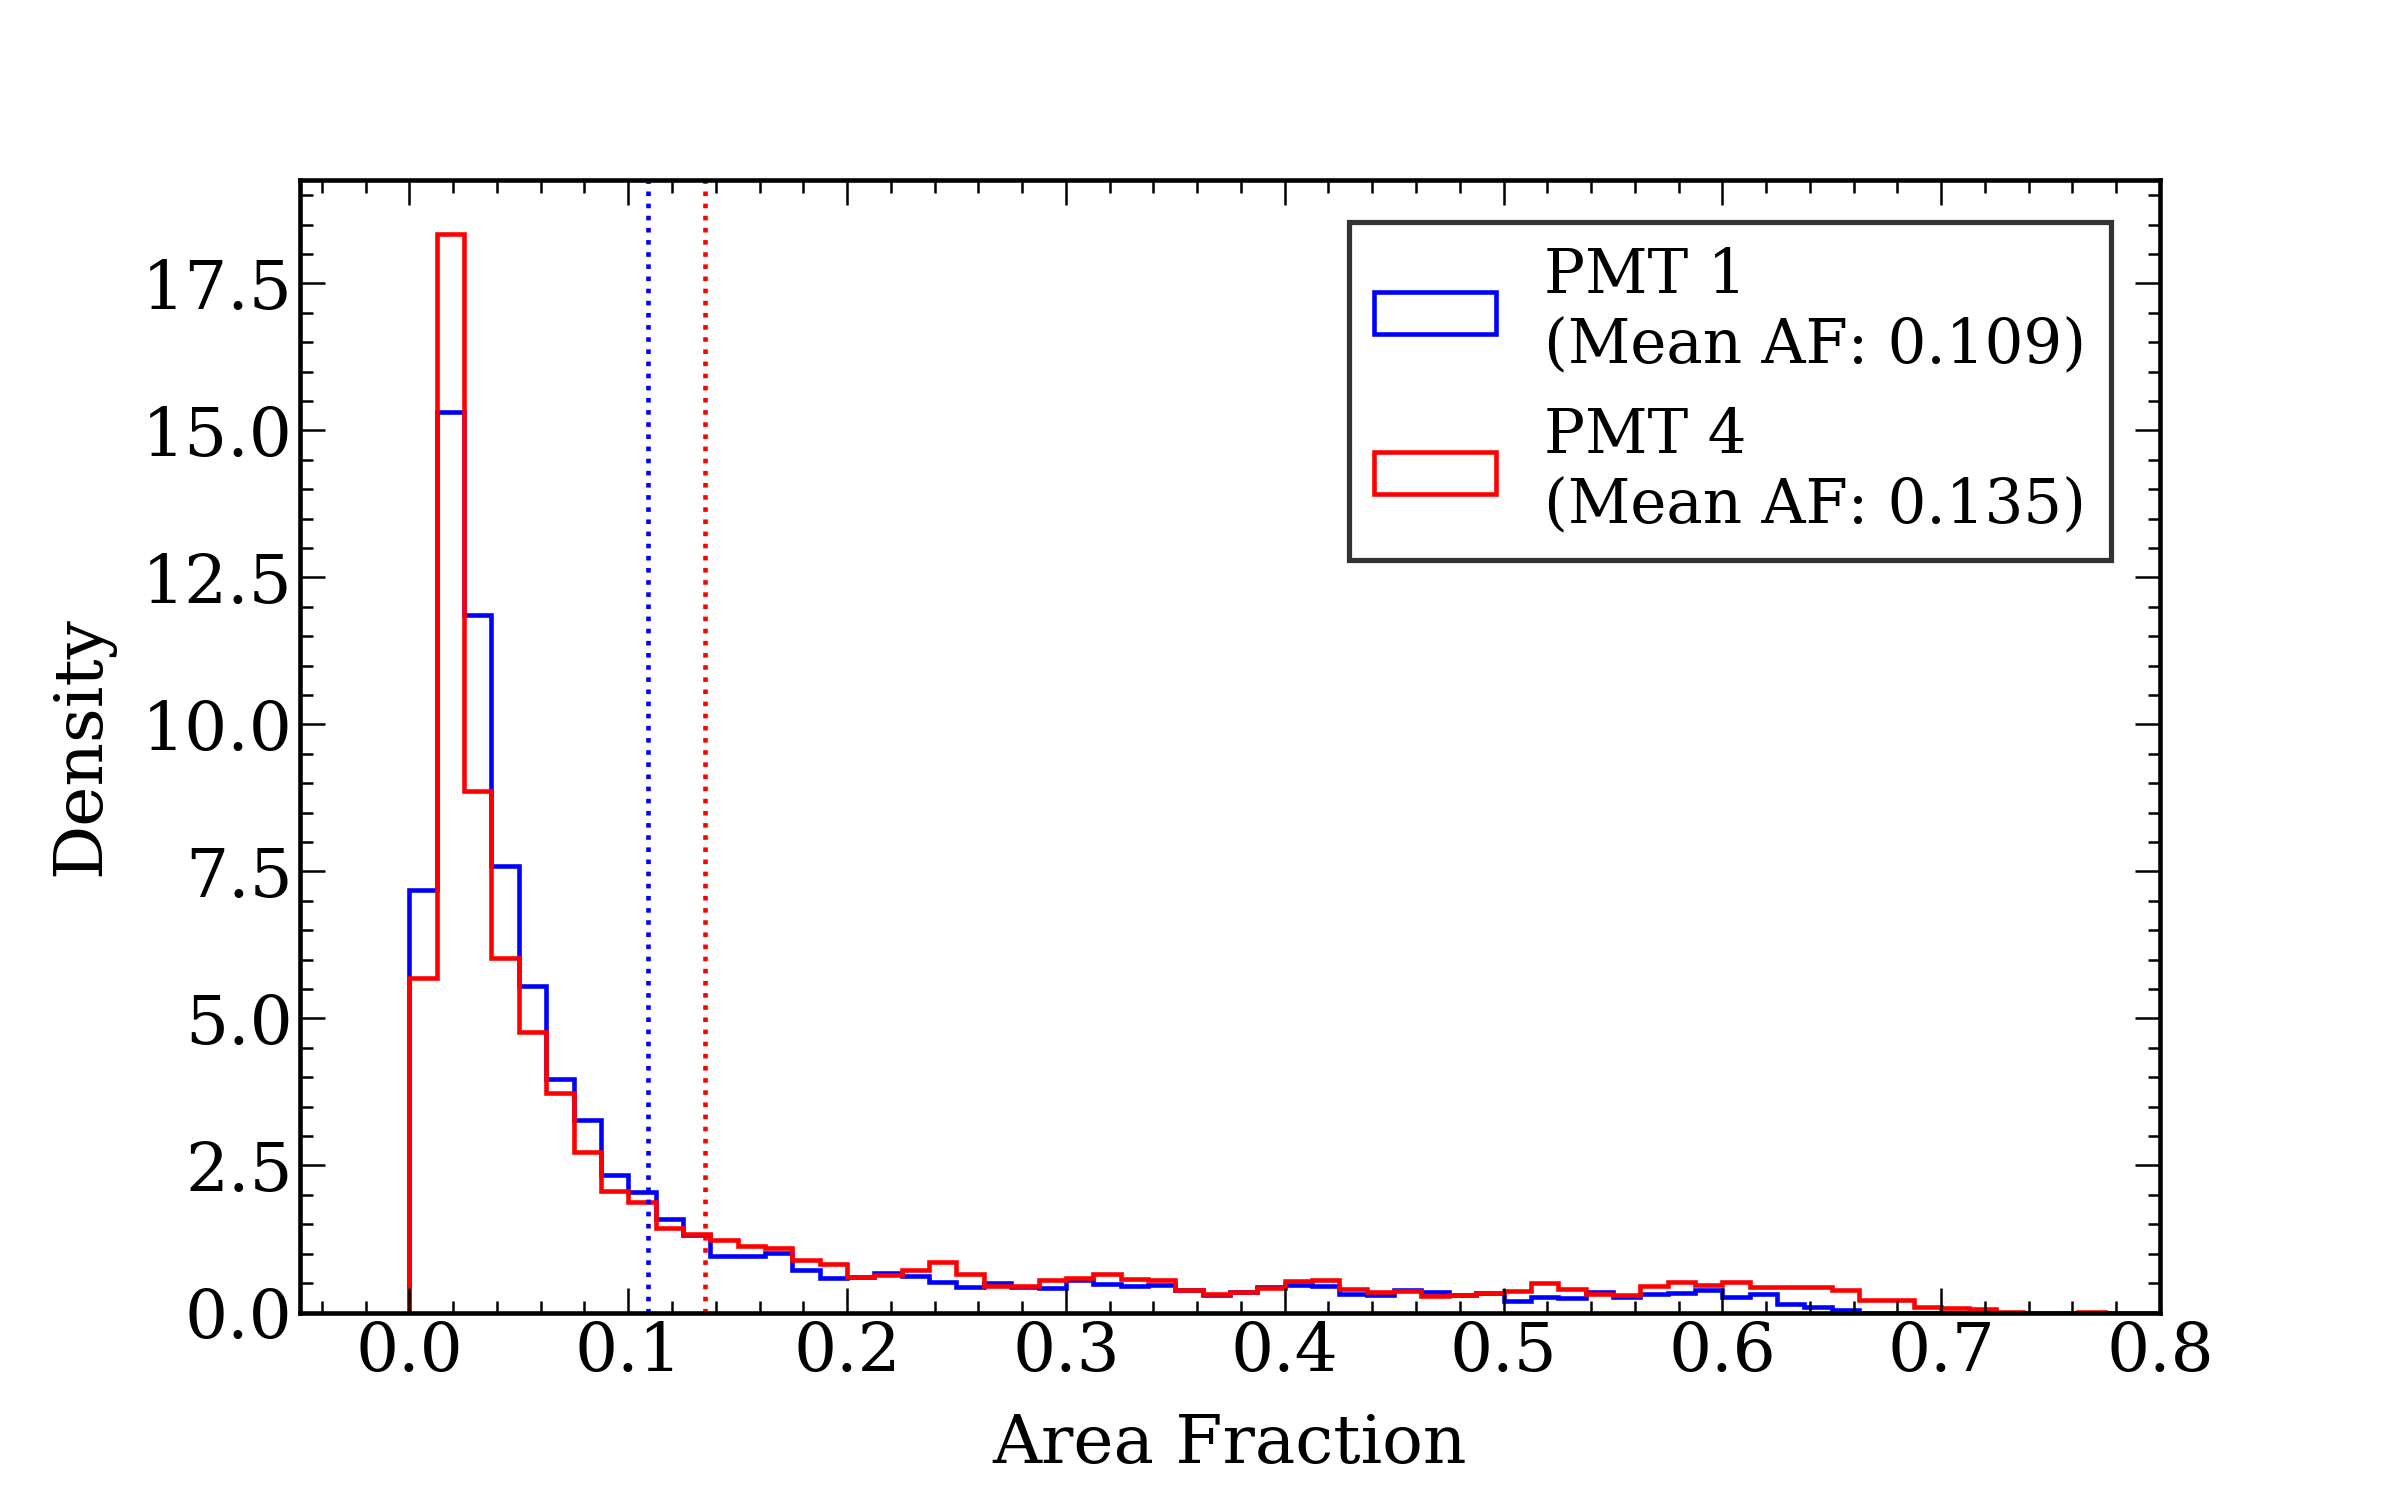 PMT 1
(Mean AF: 0.109)
PMT 4
(Mean AF: 0.135)
17.5
15.0
12.5
10.0
7.5
5.0
2.5
0.0
Density
0.0 0.1 0.2 0.3 0.4 0.5 0.6 0.7 0.8
Area Fraction